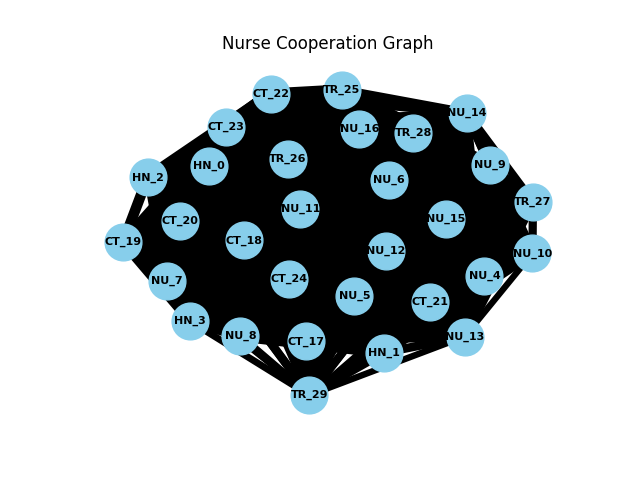 Nurse Cooperation Graph
TR_25
CT_22
NU_14
CT_23
NU_16
TR_28
TR_26
HN_0
NU_9
HN_2
NU_6
TR_27
NU_11
CT_20
NU_15
CT_19
CT_18
NU_12
NU_10
NU_7
CT_24
NU_4
NU_5
CT_21
HN_3
NU_8
NU_13
CT_17
HN_1
TR_29